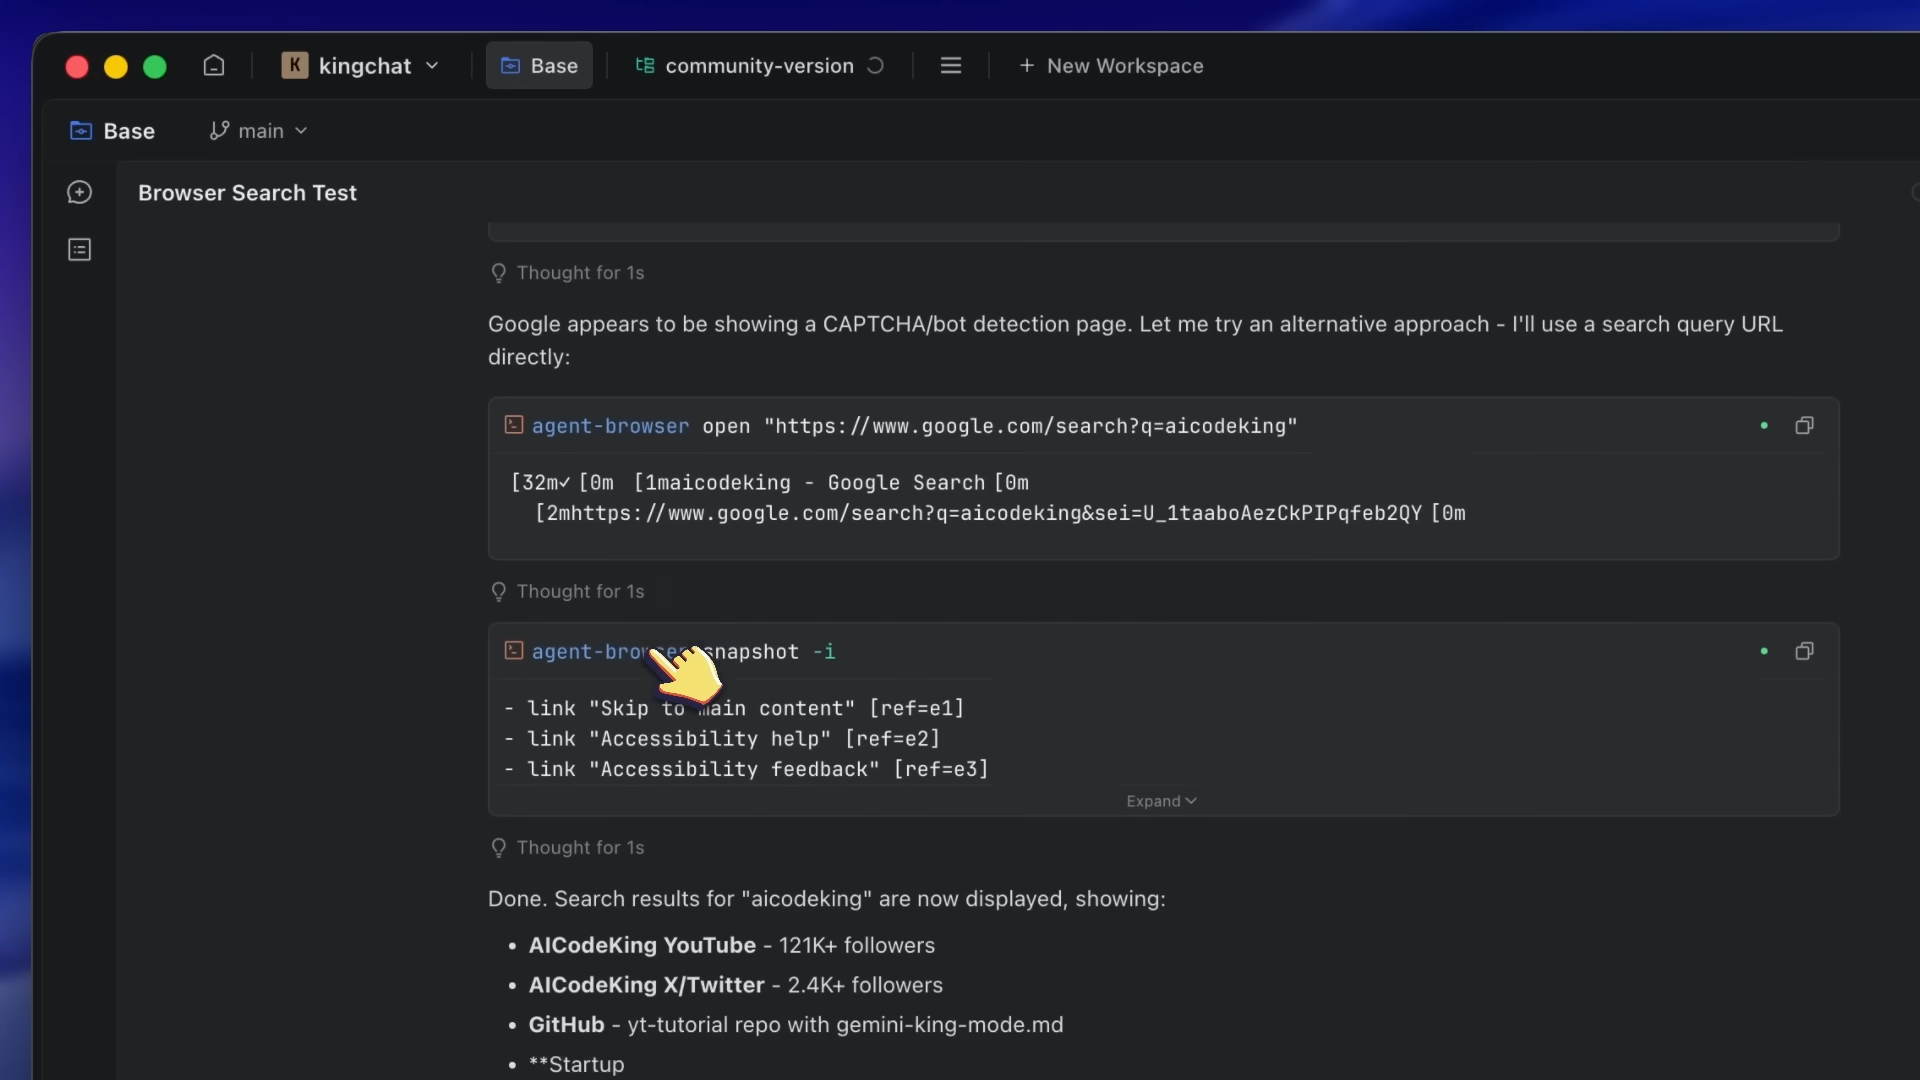 K kingchat
Base
community-version
+ New Workspace
Base
main
Browser Search Test
Thought for 1s
Google appears to be showing a CAPTCHA/bot detection page. Let me try an alternative approach - I'll use a search query URL
directly:
agent-browser open "https://www.google.com/search?q=aicodeking"
[32m✓ [0m [1maicodeking - Google Search [0m
[2mhttps://www.google.com/search?q=aicodeking&sei=U_1taaboAezCkPIPqfeb2QY [0m
Thought for 1s
agent-browser snapshot -i
- link "Skip to main content" [ref=e1]
- link "Accessibility help" [ref=e2]
- link "Accessibility feedback" [ref=e3]
Expand
Thought for 1s
Done. Search results for "aicodeking" are now displayed, showing:
• AICodeKing YouTube - 121K+ followers
• AICodeKing X/Twitter - 2.4K+ followers
• GitHub - yt-tutorial repo with gemini-king-mode.md
• **Startup